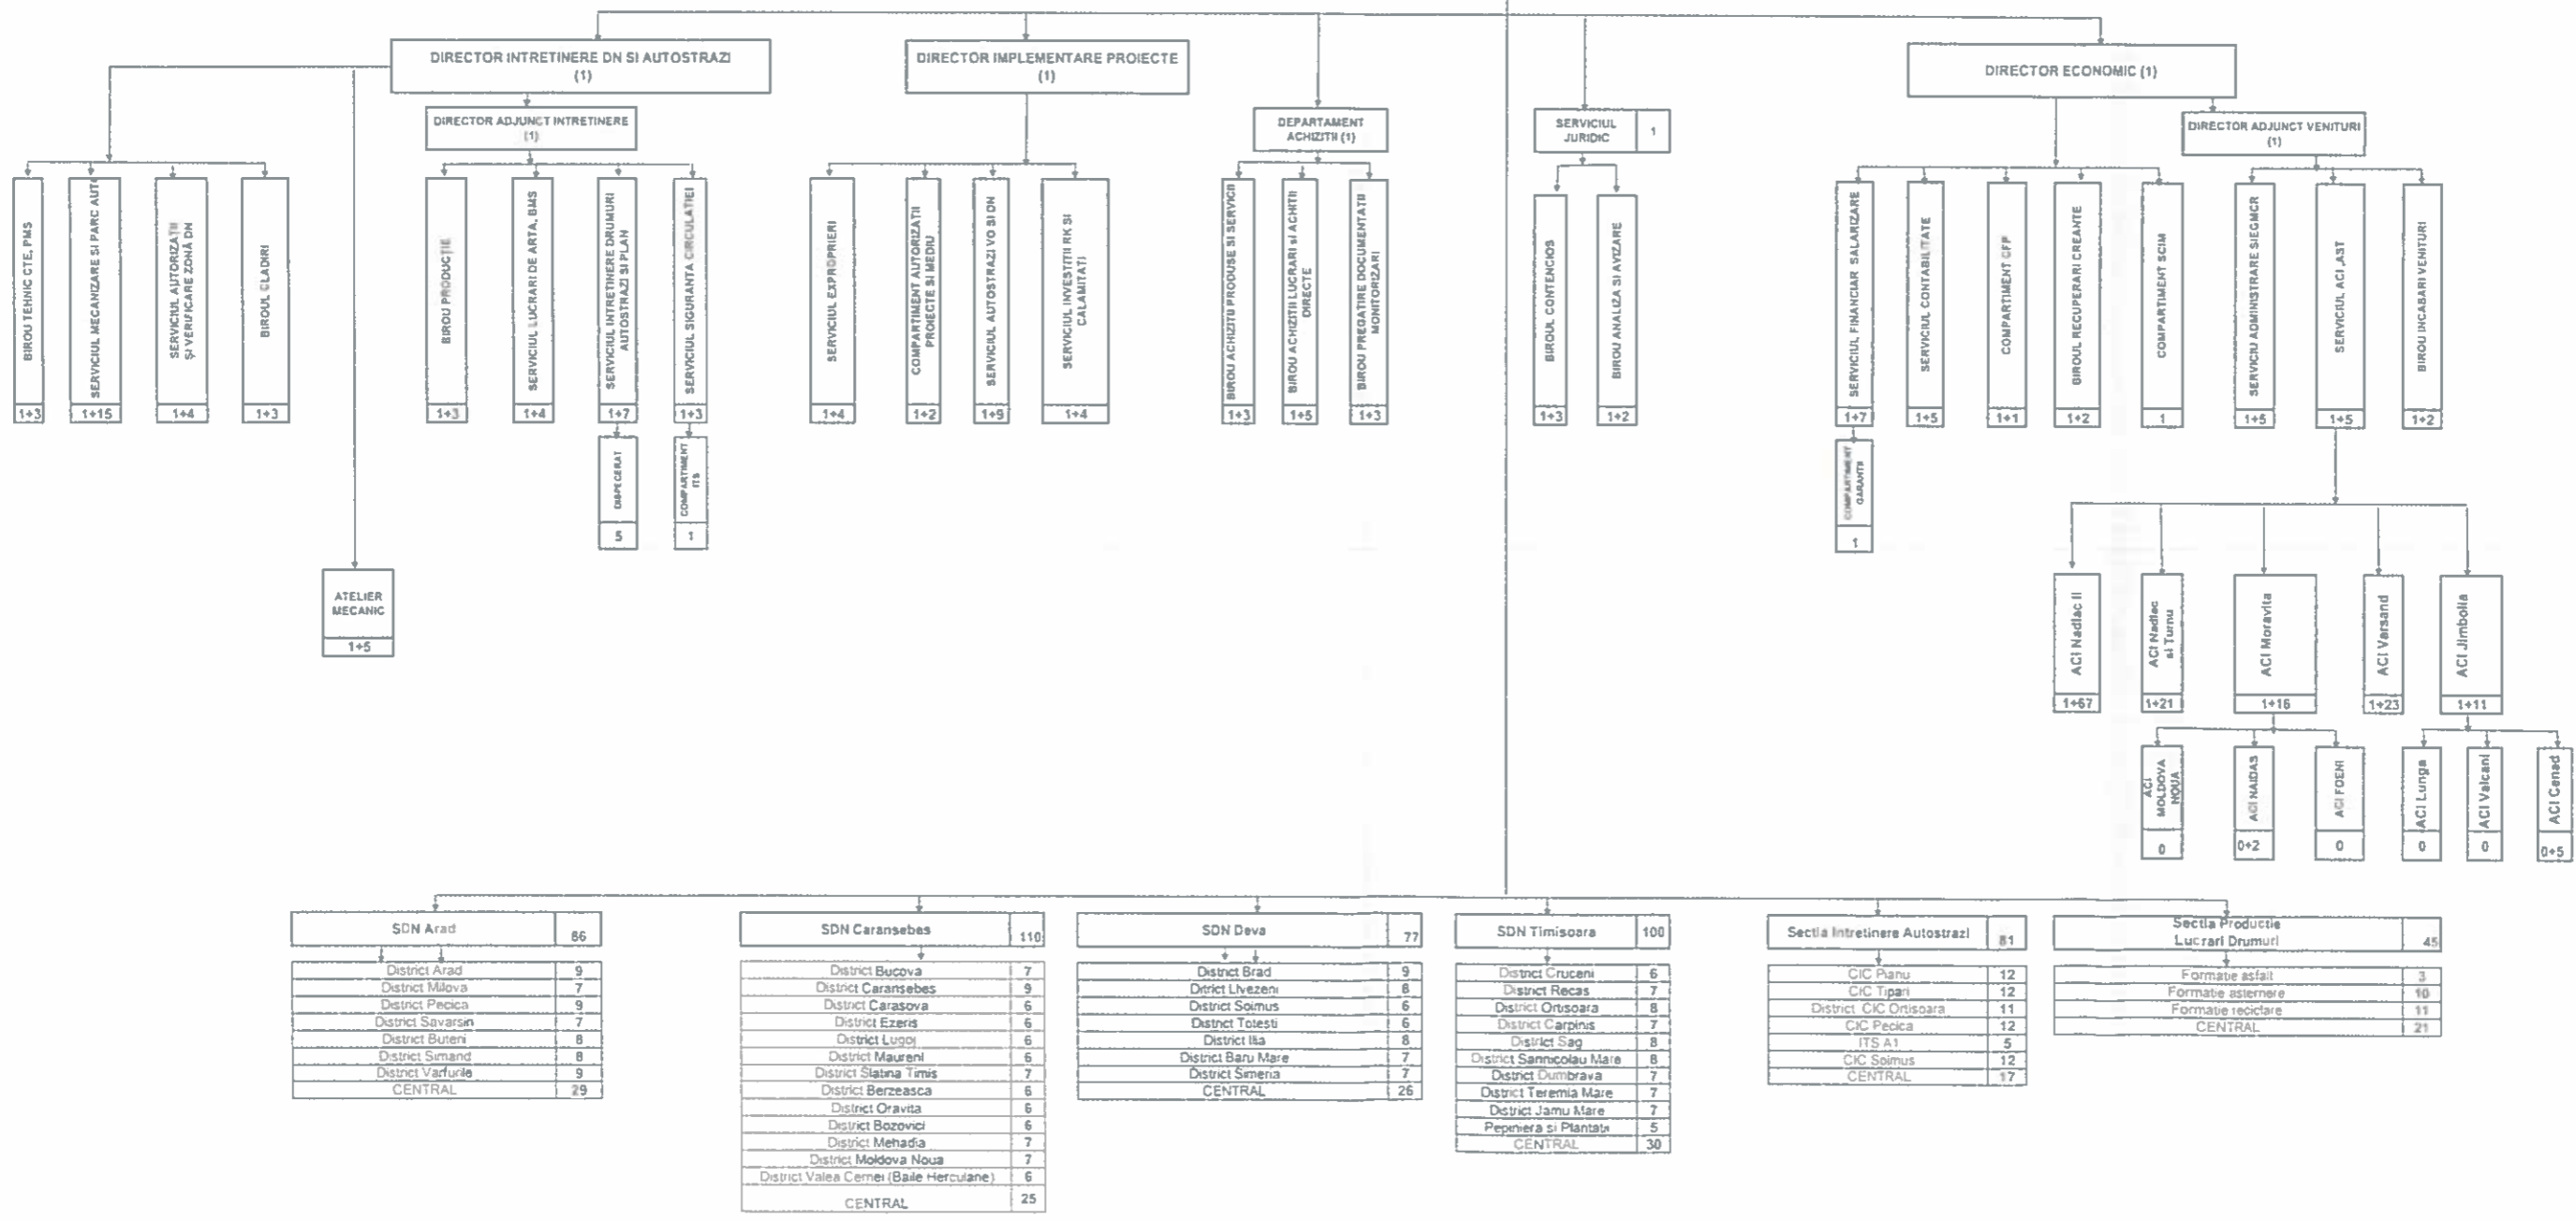 DIRECTOR INTRETINERE DN SI AUTOSTRAZI
(1)
DIRECTOR IMPLEMENTARE PROIECTE
(1)
DIRECTOR ECONOMIC (1)
DIRECTOR ADJUNCT INTRETINERE
(1)
DEPARTAMENT
ACHIZITII (1)
SERVICIUL
JURIDIC
1
DIRECTOR ADJUNCT VENITURI
(1)
BIROU TEHNIC CTE, PMS
1+3
SERVICIUL MECANIZARE SI PARC AUTO
1+15
SERVICIUL AUTORIZAȚII
ȘI VERIFICARE ZONĂ DN
1+4
BIROUL CLADIRI
1+3
BIROU PRODUCȚIE
1+3
SERVICIUL LUCRARI DE ARTA, BMS
1+4
SERVICIUL INTRETINERE DRUMURI
AUTOSTRAZI SI PLAN
1+7
SERVICIUL SIGURANTA CIRCULATIEI
1+3
SERVICIUL EXPROPRIERI
1+4
COMPARTIMENT AUTORIZAȚII
PROIECTE SI MEDIU
1+2
SERVICIUL AUTOSTRAZI VO SI DN
1+9
SERVICIUL INVESTITII RK SI
CALAMITATI
1+4
BIROU ACHIZITII PRODUSE SI SERVICII
1+3
BIROU ACHIZITII LUCRARI si ACHITII
DIRECTE
1+5
BIROU PREGATIRE DOCUMENTATII
MONITORIZARI
1+3
BIROUL CONTENCIOS
1+3
BIROU ANALIZA SI AVIZARE
1+2
SERVICIUL FINANCIAR SALARIZARE
1+7
SERVICIUL CONTABILITATE
1+5
COMPARTIMENT CFP
1+1
BIROUL RECUPERARI CREANTE
1+2
COMPARTIMENT SCIM
1
SERVICIU ADMINISTRARE SIEGMCR
1+5
SERVICIUL ACI ,AST
1+5
BIROU INCABARI VENITURI
1+2
DISPECERAT
5
COMPARTIMENT
ITS
1
COMPARTIMENT
GARANTII
1
ATELIER
MECANIC
1+5
ACI Nadlac II
1+67
ACI Nadlac
si Turnu
1+21
ACI Moravita
1+16
ACI Varsand
1+23
ACI Jimbolia
1+11
ACI
MOLDOVA
NOUA
0
ACI NAIDAS
0+2
ACI FOENI
0
ACI Lunga
0
ACI Valcani
0
ACI Cenad
0+5
SDN Arad 86
District Arad 9
District Milova 7
District Pecica 9
District Savarsin 7
District Buteni 8
District Simand 8
District Varfurile 9
CENTRAL 29
SDN Caransebes 110
District Bucova 7
District Caransebes 9
District Carasova 6
District Ezeris 6
District Lugoj 6
District Maureni 6
District Slatina Timis 7
District Berzeasca 6
District Oravita 6
District Bozovici 6
District Mehadia 7
District Moldova Noua 7
District Valea Cernei (Baile Herculane) 6
CENTRAL 25
SDN Deva 77
District Brad 9
Ditrict Livezeni 8
District Soimus 6
District Totesti 6
District Ilia 8
District Baru Mare 7
District Simeria 7
CENTRAL 26
SDN Timisoara 100
District Cruceni 6
District Recas 7
District Ortisoara 8
District Carpinis 7
District Sag 8
District Sannicolau Mare 8
District Dumbrava 7
District Teremia Mare 7
District Jamu Mare 7
Pepiniera si Plantatii 5
CENTRAL 30
Sectia Intretinere Autostrazi 81
CIC Pianu 12
CIC Tipari 12
District CIC Ortisoara 11
CIC Pecica 12
ITS A1 5
CIC Soimus 12
CENTRAL 17
Sectia Productie
Lucrari Drumuri 45
Formatie asfalt 3
Formatie asternere 10
Formatie reciclare 11
CENTRAL 21